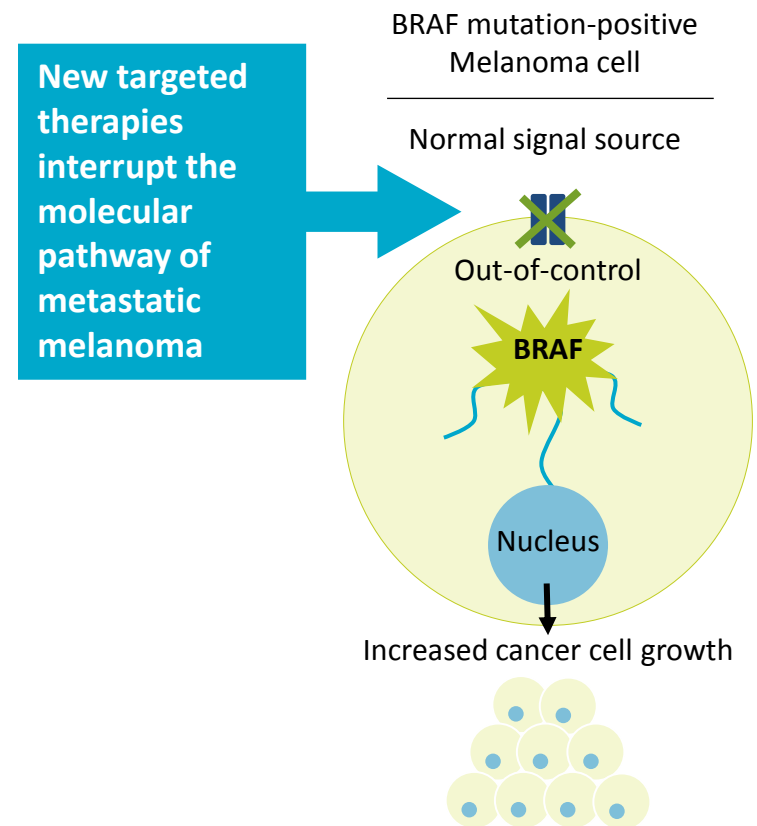 New targeted
therapies
interrupt the
molecular
pathway of
metastatic
melanoma
BRAF mutation-positive
Melanoma cell
Normal signal source
Out-of-control
BRAF
Nucleus
Increased cancer cell growth